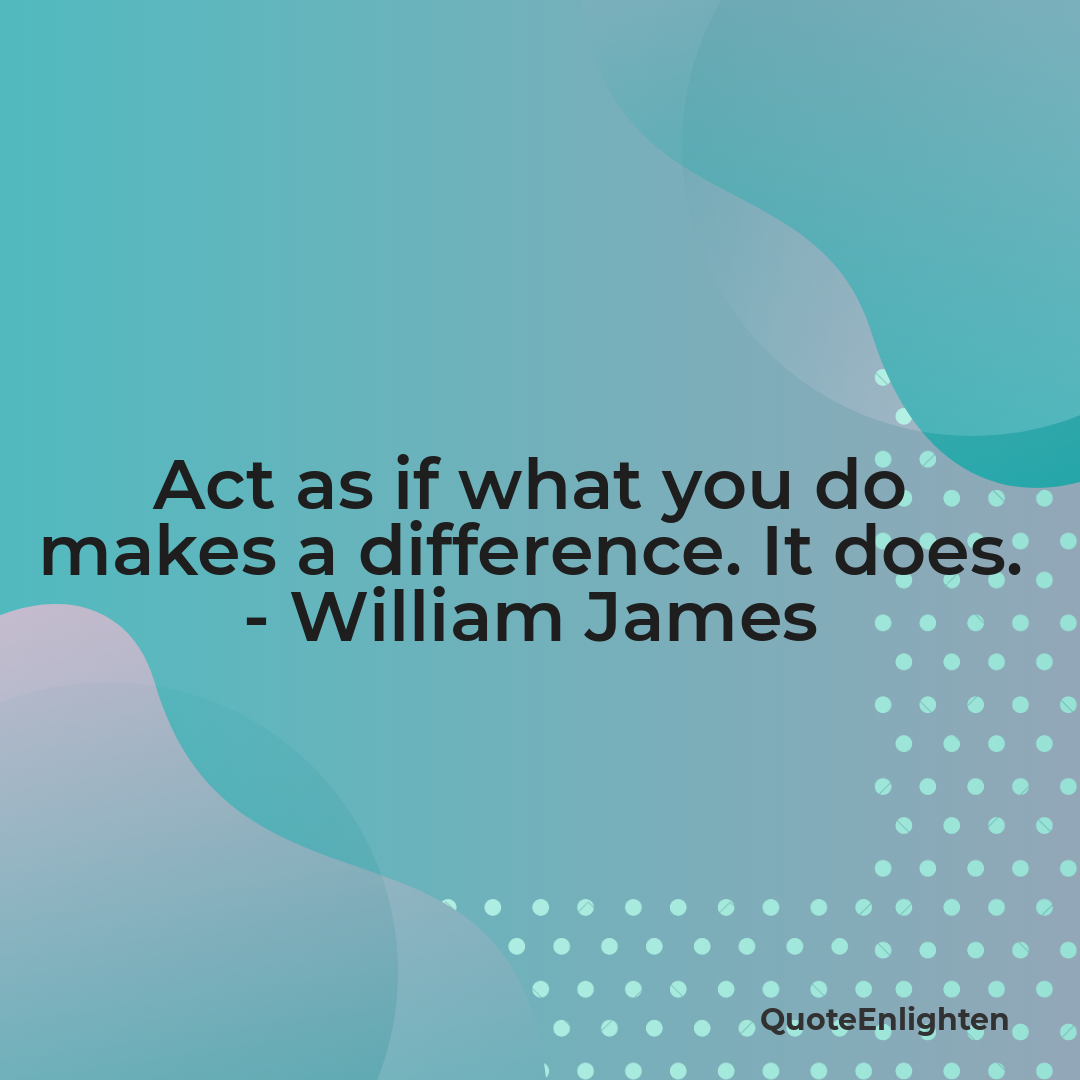 Act as if what you do
makes a difference. It does.
- William James
QuoteEnlighten